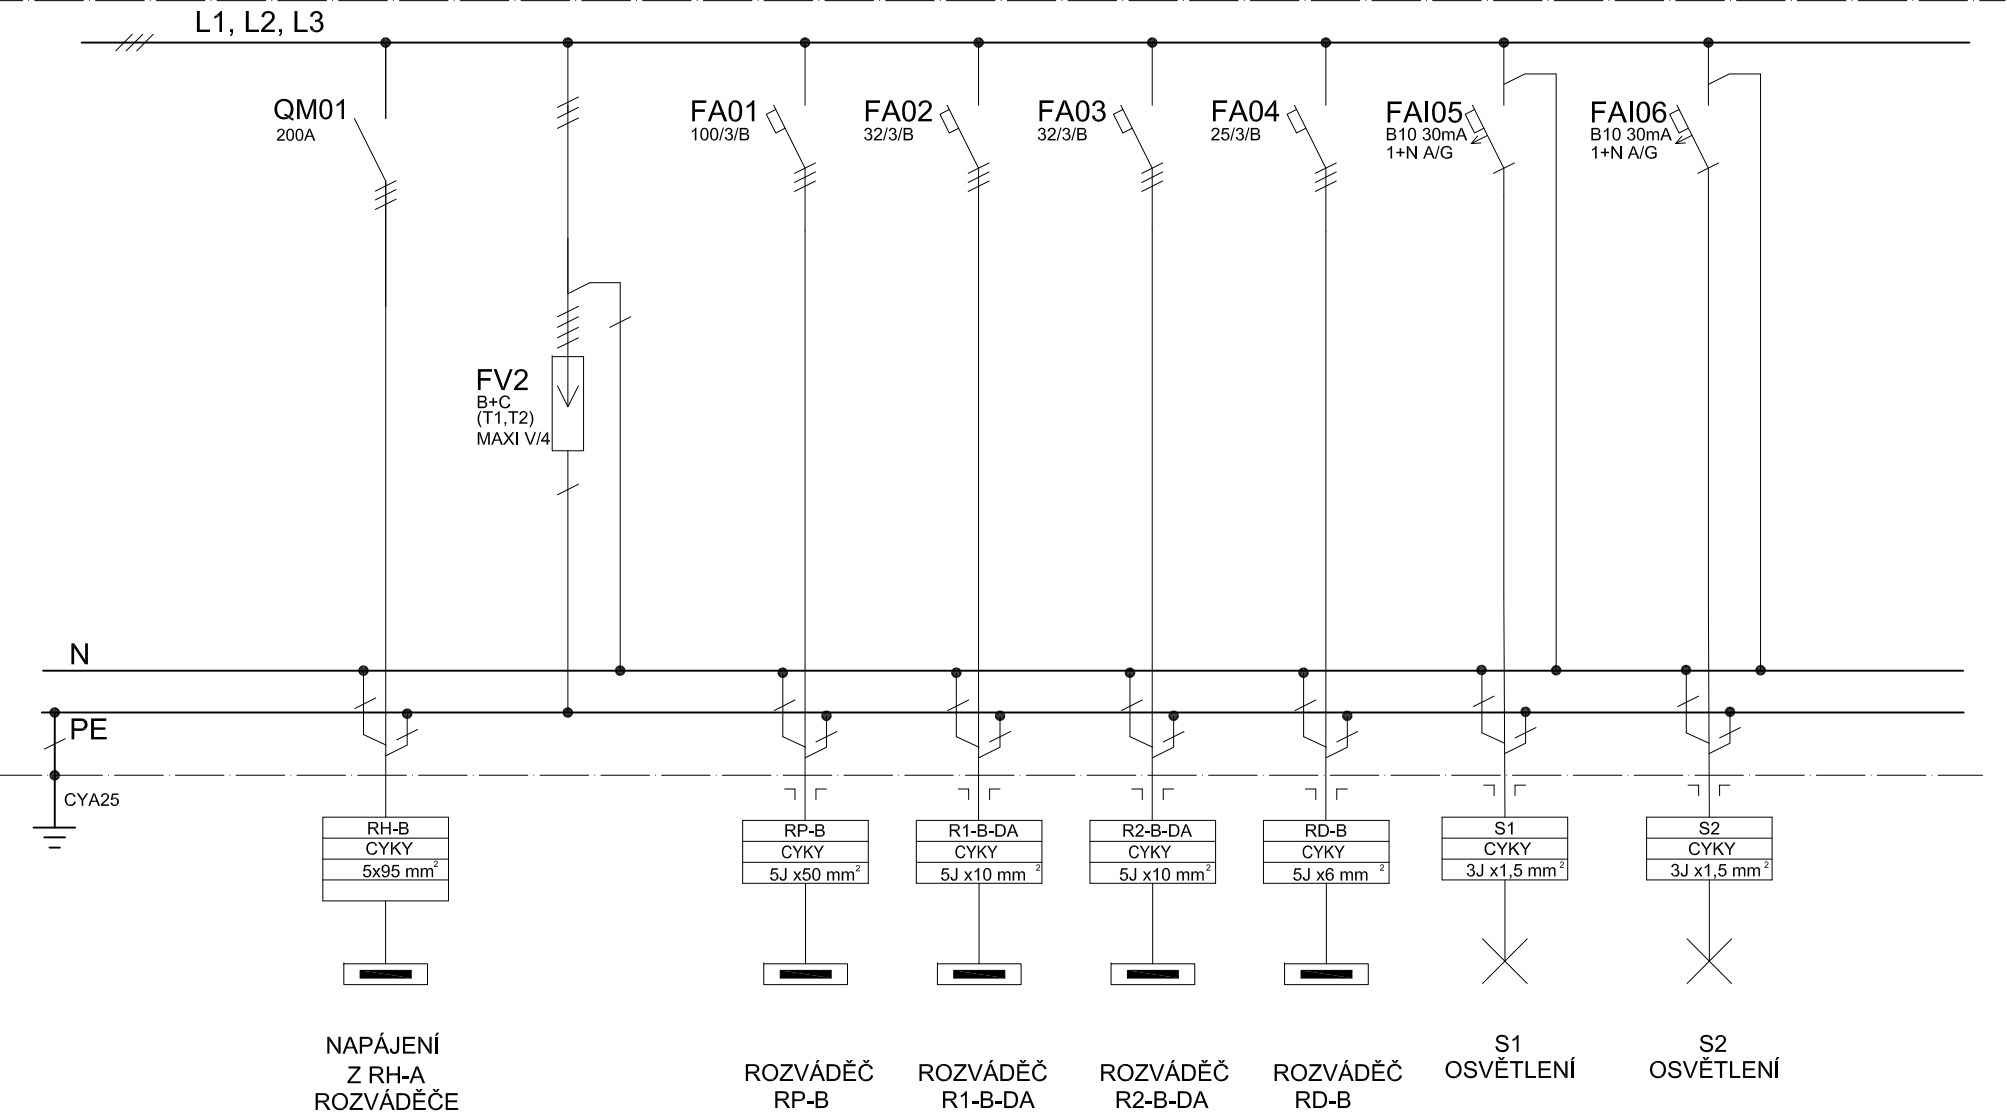 L1, L2, L3
QM01
200A
FV2
B+C
(T1,T2)
MAXI V/4
FA01
100/3/B
FA02
32/3/B
FA03
32/3/B
FA04
25/3/B
FAI05
B10 30mA
1+N A/G
FAI06
B10 30mA
1+N A/G
N
PE
CYA25
RH-B
CYKY
5x95 mm²
RP-B
CYKY
5J x50 mm²
R1-B-DA
CYKY
5J x10 mm ²
R2-B-DA
CYKY
5J x10 mm²
RD-B
CYKY
5J x6 mm ²
S1
CYKY
3J x1,5 mm²
S2
CYKY
3J x1,5 mm²
NAPÁJENÍ
Z RH-A
ROZVÁDĚČE
ROZVÁDĚČ
RP-B
ROZVÁDĚČ
R1-B-DA
ROZVÁDĚČ
R2-B-DA
ROZVÁDĚČ
RD-B
S1
OSVĚTLENÍ
S2
OSVĚTLENÍ